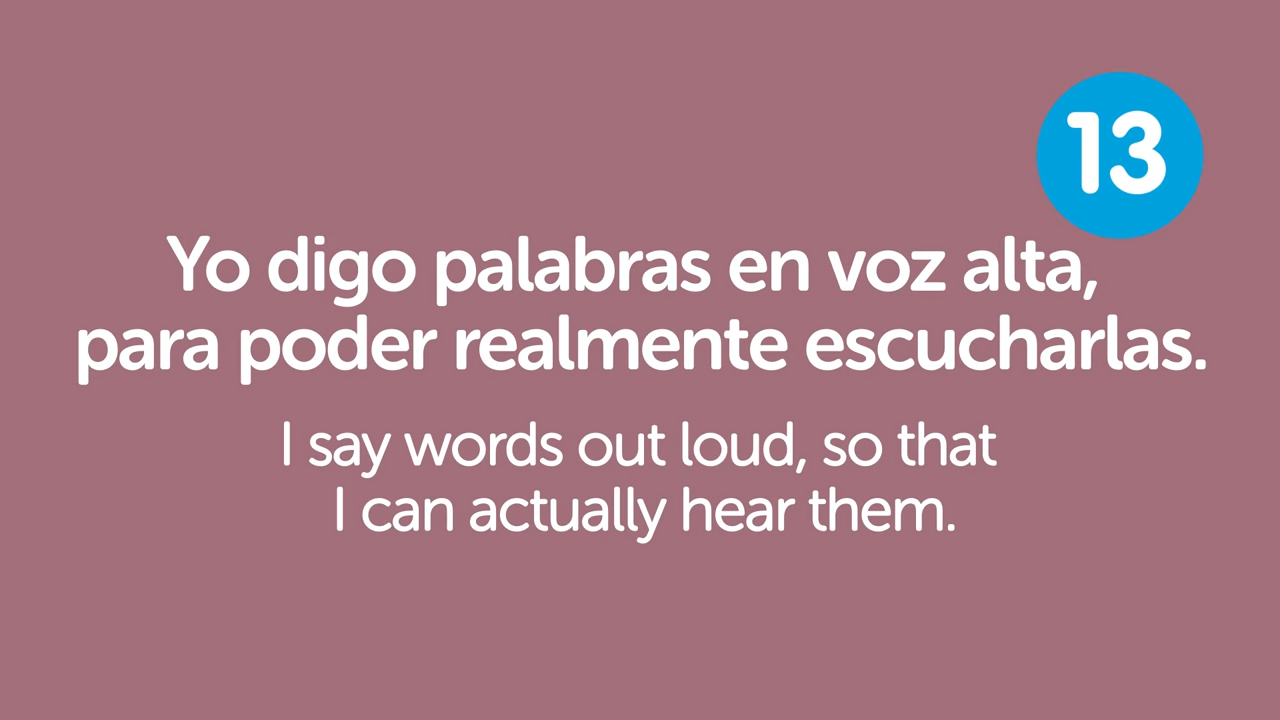 13
Yo digo palabras en voz alta,
para poder realmente escucharlas.
I say words out loud, so that
I can actually hear them.